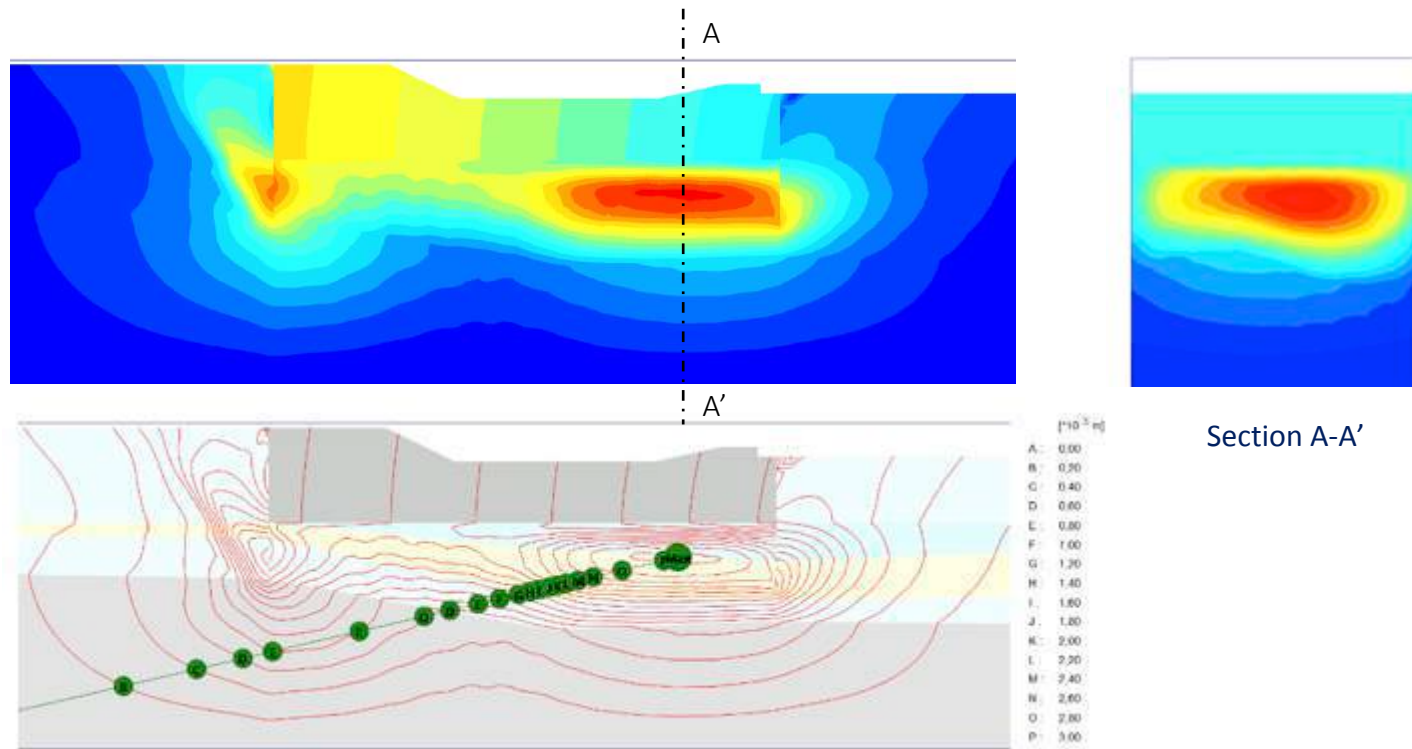 A
A’
Section A-A’
[*10⁻³ m]
A : 0,00
B : 0,20
C : 0,40
D : 0,60
E : 0,80
F : 1,00
G : 1,20
H : 1,40
I : 1,60
J : 1,80
K : 2,00
L : 2,20
M : 2,40
N : 2,60
O : 2,80
P : 3,00